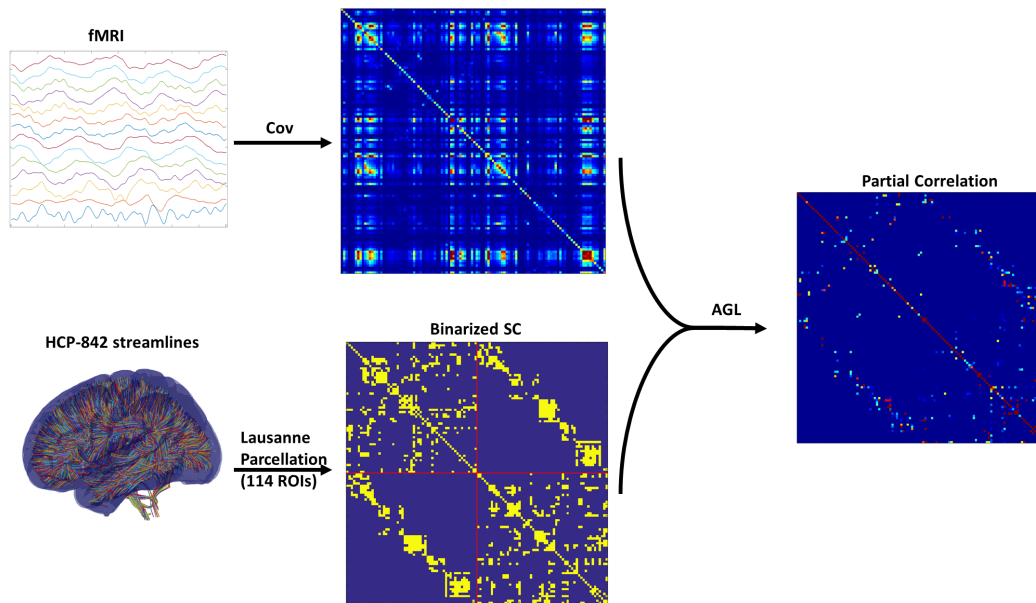 fMRI
Cov
Partial Correlation
AGL
HCP-842 streamlines
Binarized SC
Lausanne
Parcellation
(114 ROIs)